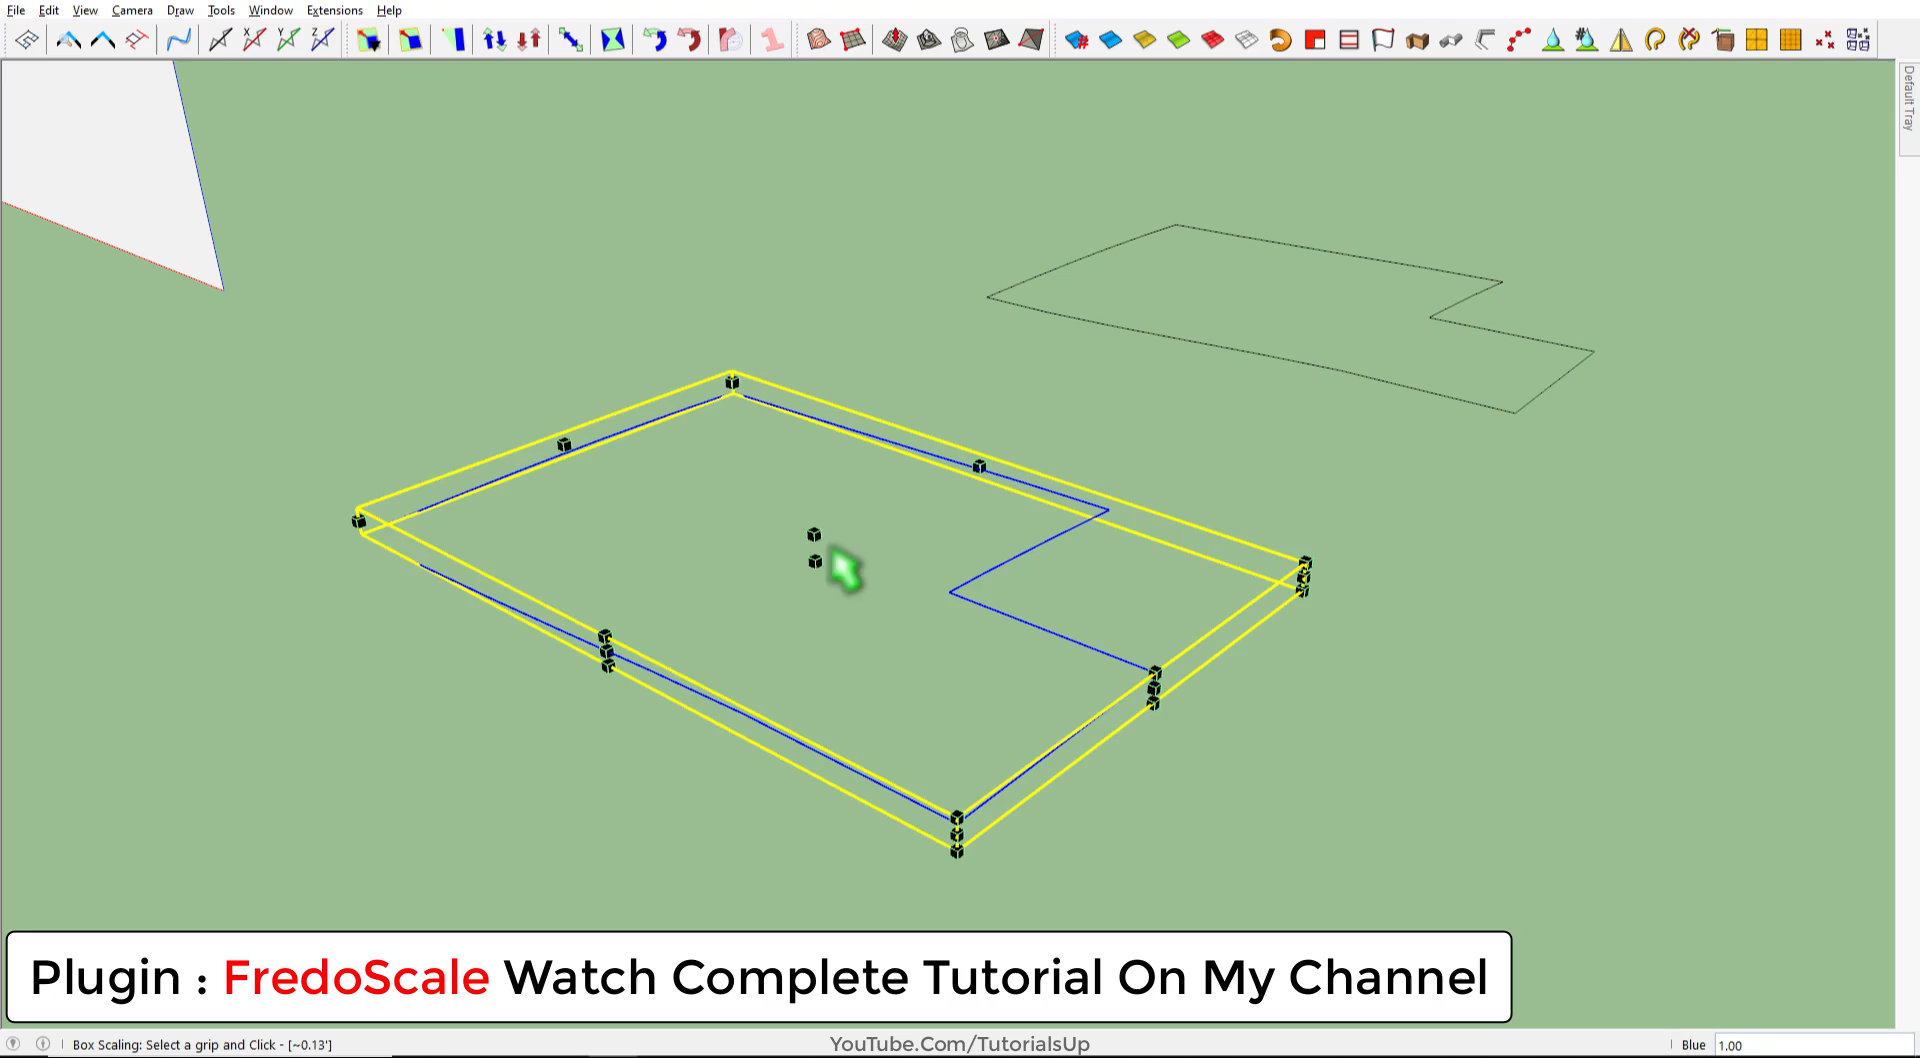 File Edit View Camera Draw Tools Window Extensions Help
Default Tray
Plugin : FredoScale Watch Complete Tutorial On My Channel
Box Scaling: Select a grip and Click - [~0.13'] YouTube.Com/TutorialsUp Blue 1.00